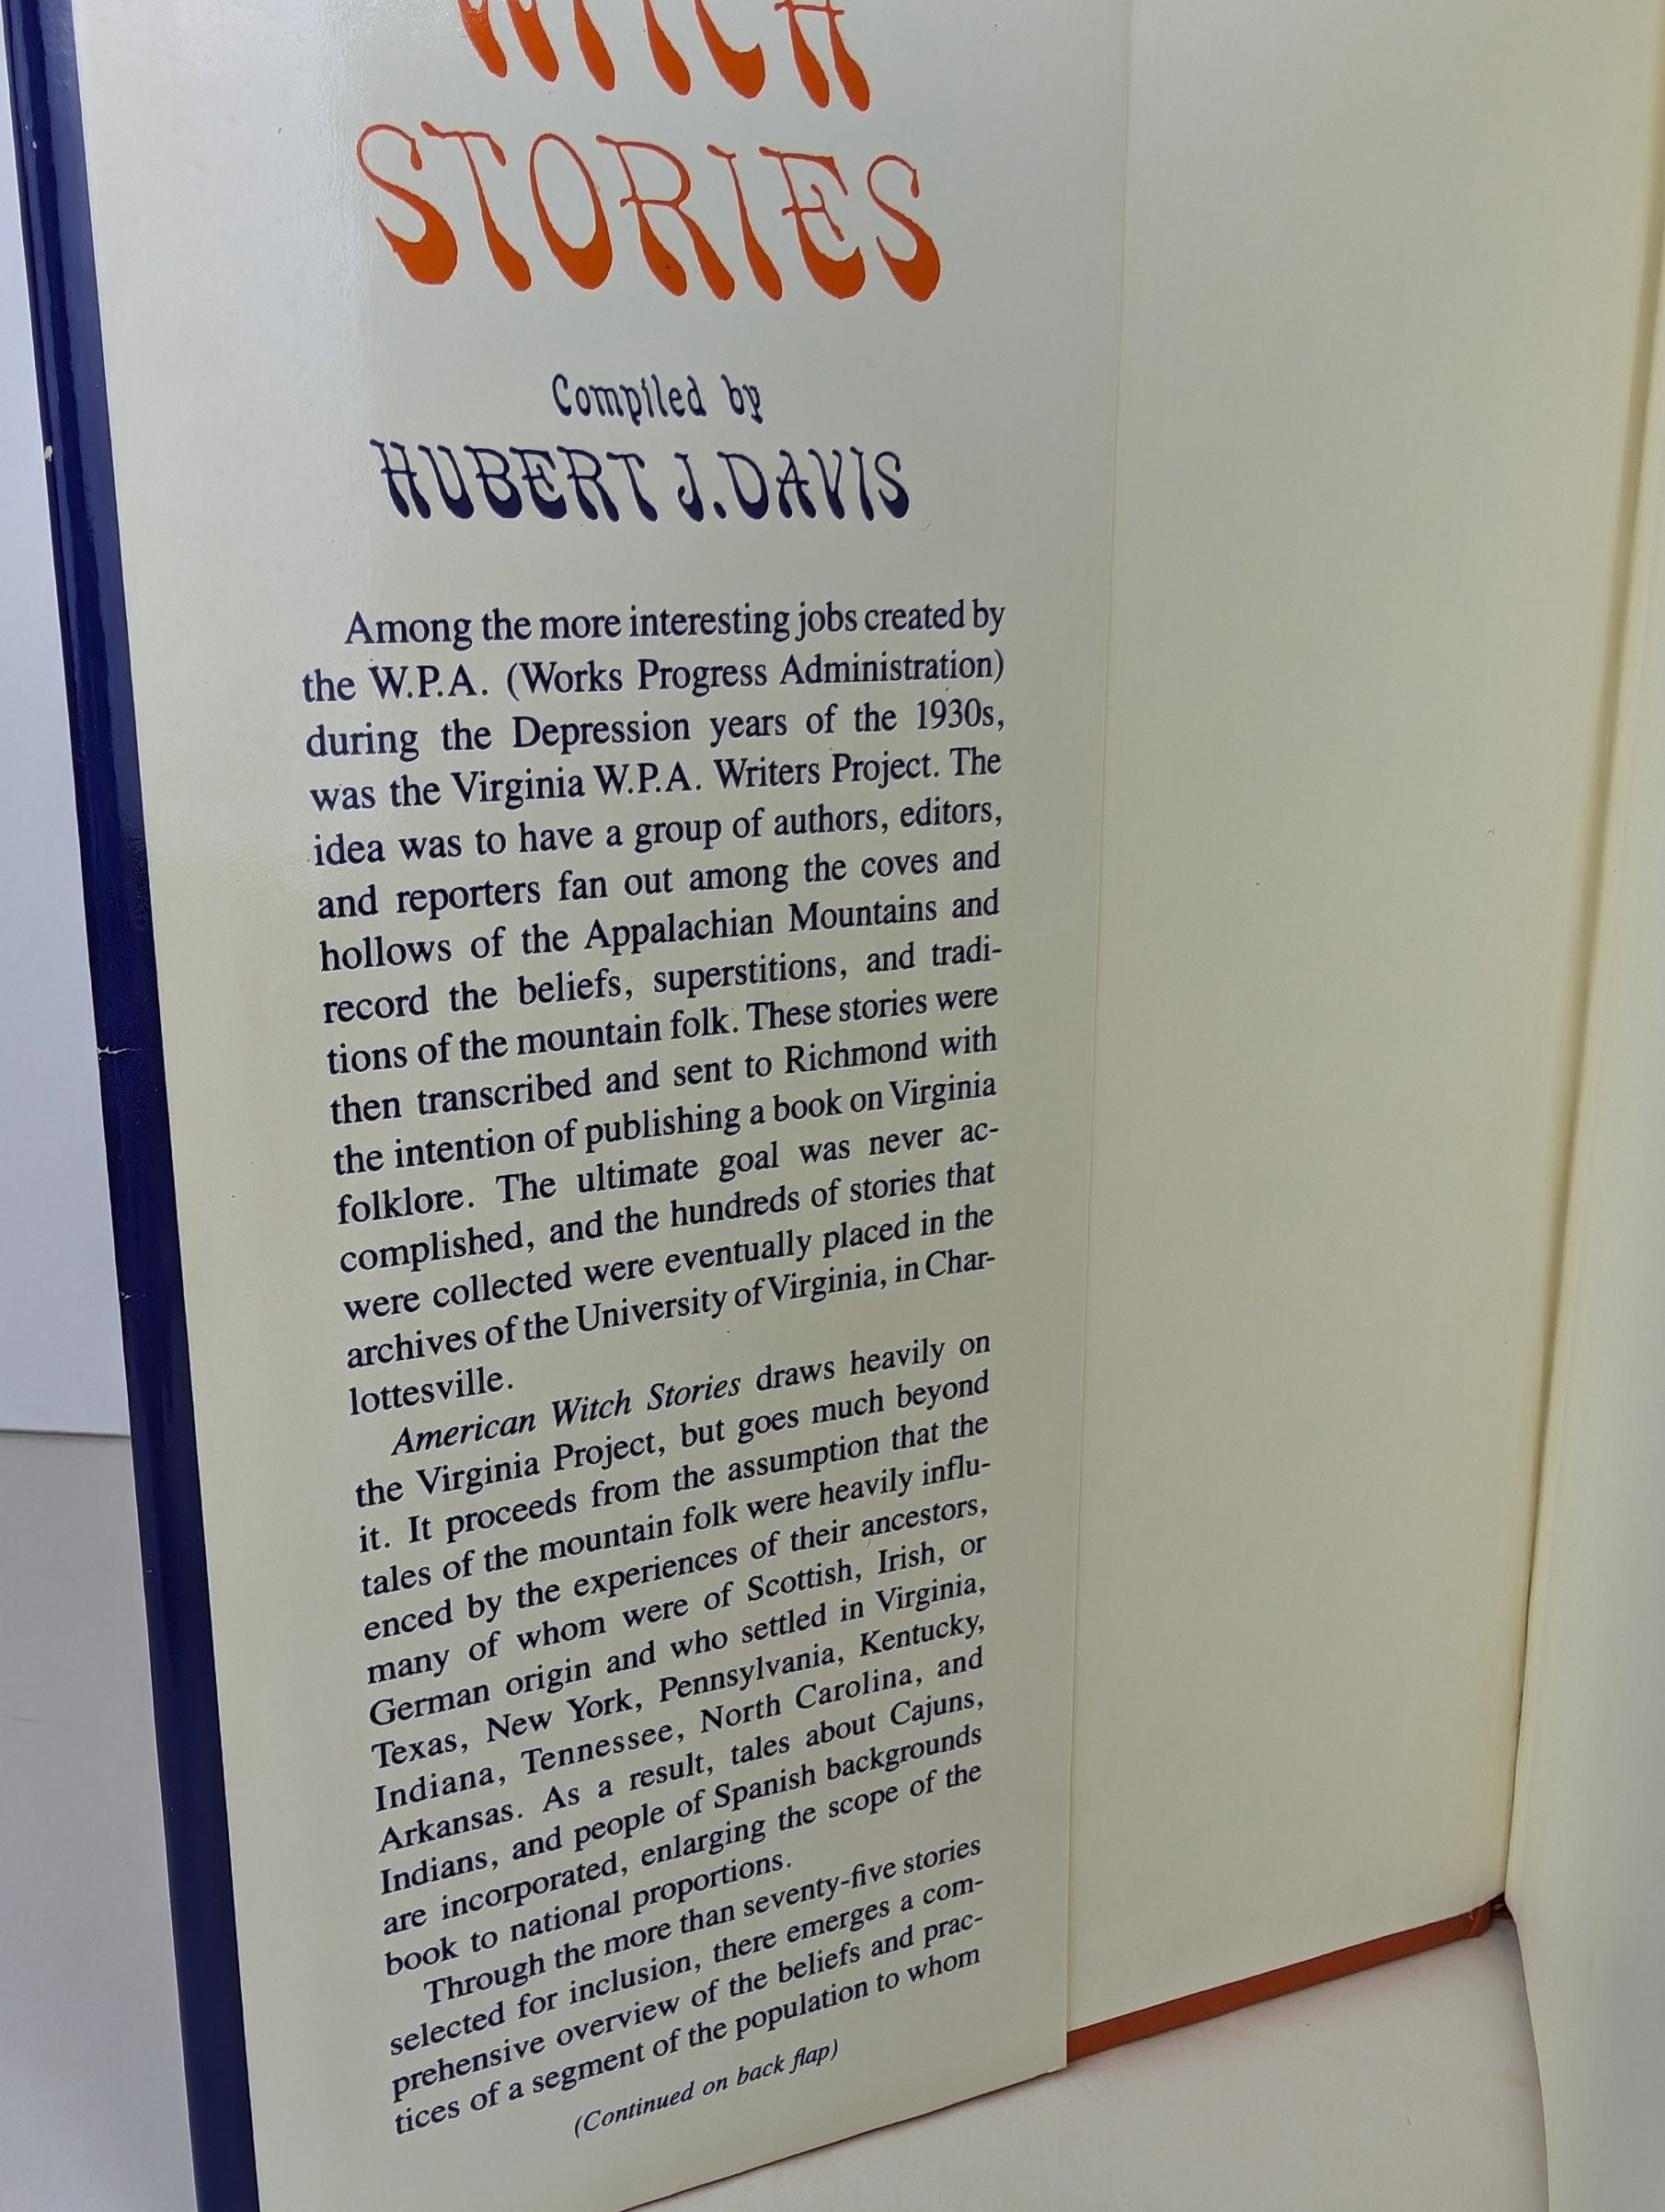 WITCH
STORIES
Compiled by
HUBERT J. DAVIS
Among the more interesting jobs created by
the W.P.A. (Works Progress Administration)
during the Depression years of the 1930s,
was the Virginia W.P.A. Writers Project. The
idea was to have a group of authors, editors,
and reporters fan out among the coves and
hollows of the Appalachian Mountains and
record the beliefs, superstitions, and tradi-
tions of the mountain folk. These stories were
then transcribed and sent to Richmond with
the intention of publishing a book on Virginia
folklore. The ultimate goal was never ac-
complished, and the hundreds of stories that
were collected were eventually placed in the
archives of the University of Virginia, in Char-
lottesville.
American Witch Stories draws heavily on
the Virginia Project, but goes much beyond
it. It proceeds from the assumption that the
tales of the mountain folk were heavily influ-
enced by the experiences of their ancestors,
many of whom were of Scottish, Irish, or
German origin and who settled in Virginia,
Texas, New York, Pennsylvania, Kentucky,
Indiana, Tennessee, North Carolina, and
Arkansas. As a result, tales about Cajuns,
Indians, and people of Spanish backgrounds
are incorporated, enlarging the scope of the
book to national proportions.
Through the more than seventy-five stories
selected for inclusion, there emerges a com-
prehensive overview of the beliefs and prac-
tices of a segment of the population to whom
(Continued on back flap)